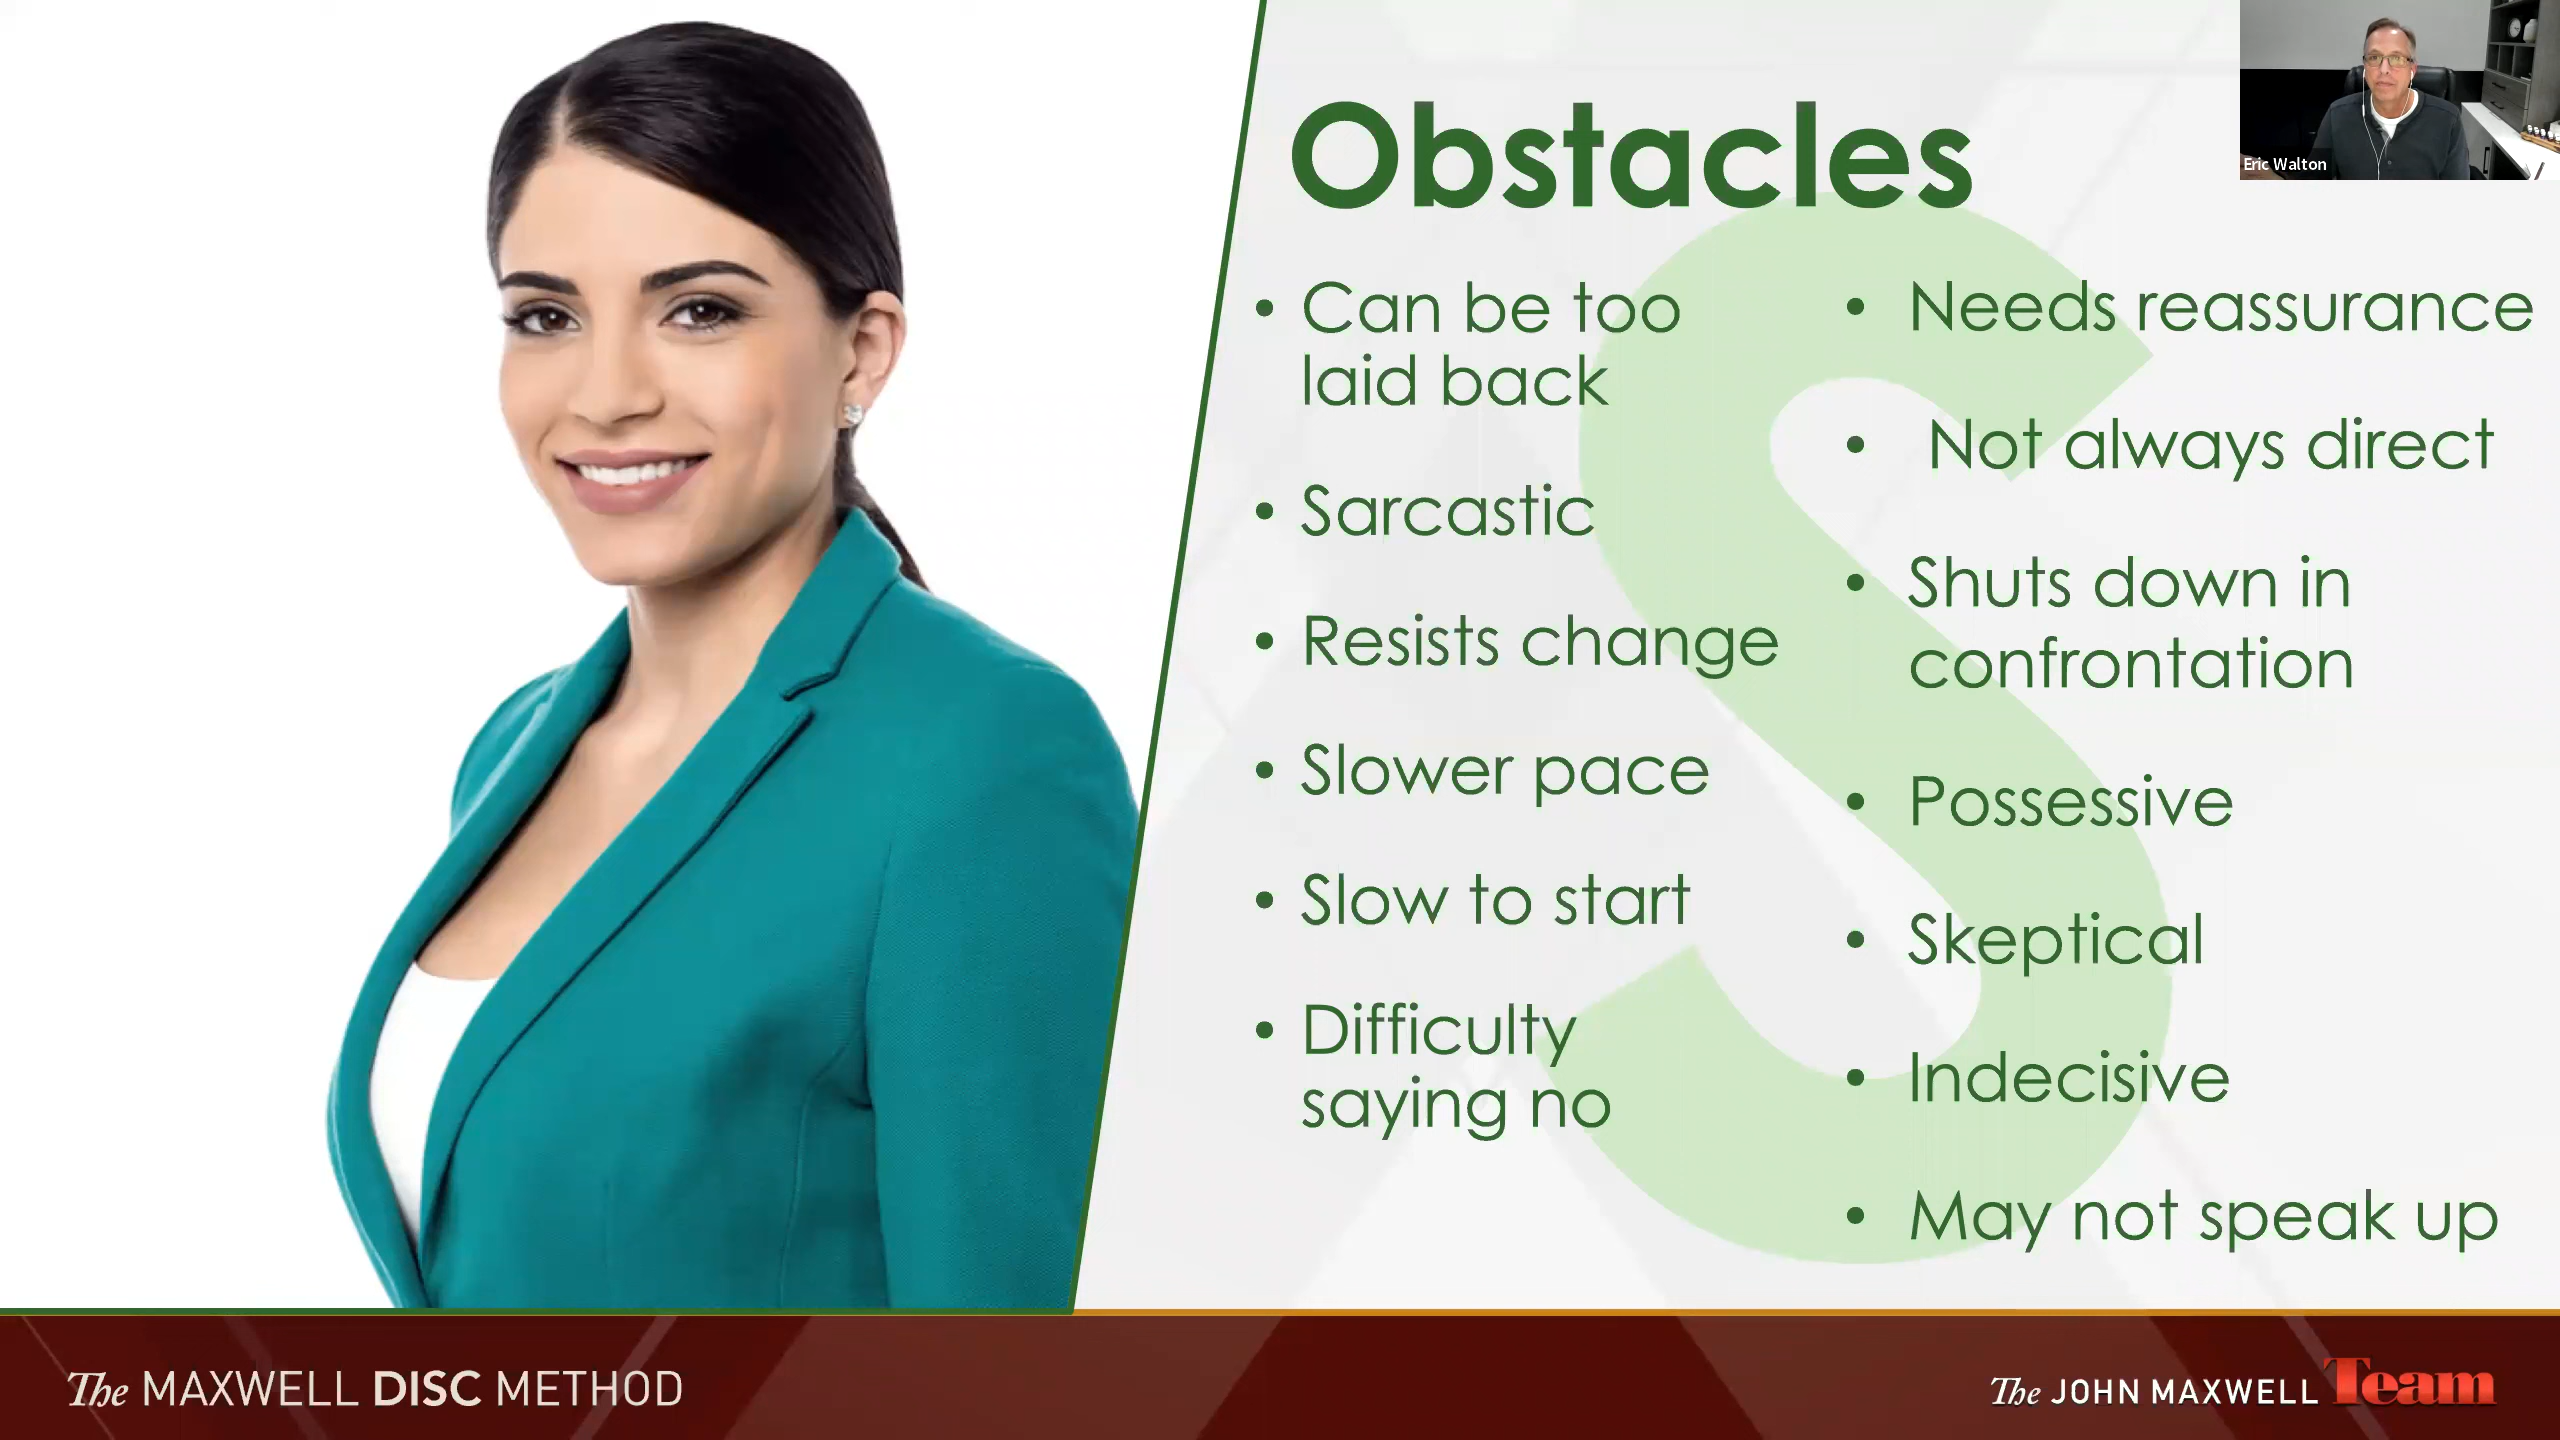 Obstacles
Eric Walton
• Can be too
laid back
• Sarcastic
• Resists change
• Slower pace
• Slow to start
• Difficulty
saying no
• Needs reassurance
• Not always direct
• Shuts down in
confrontation
• Possessive
• Skeptical
• Indecisive
• May not speak up
S
The MAXWELL DISC METHOD
The JOHN MAXWELL Team